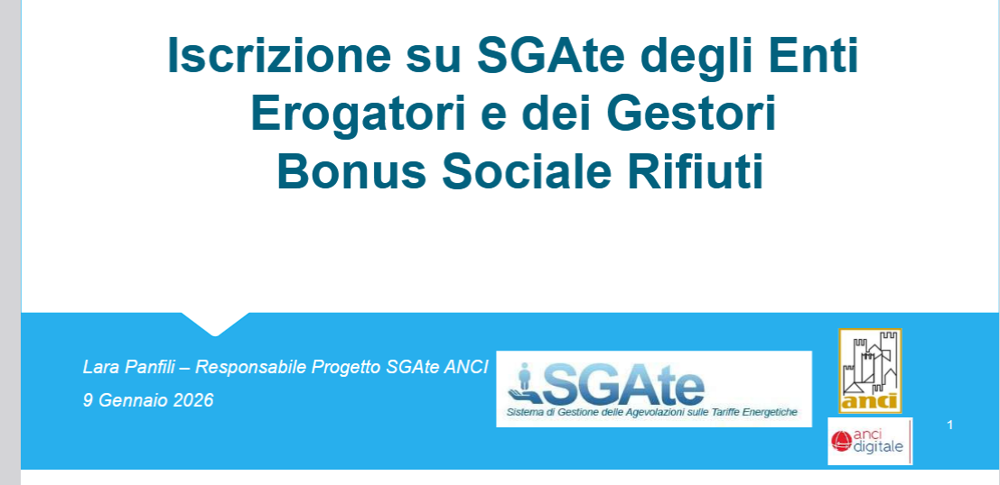 Iscrizione su SGAte degli Enti
Erogatori e dei Gestori
Bonus Sociale Rifiuti
Lara Panfili – Responsabile Progetto SGAte ANCI
9 Gennaio 2026
SGAte
Sistema di Gestione delle Agevolazioni sulle Tariffe Energetiche
anci
anci
digitale
1